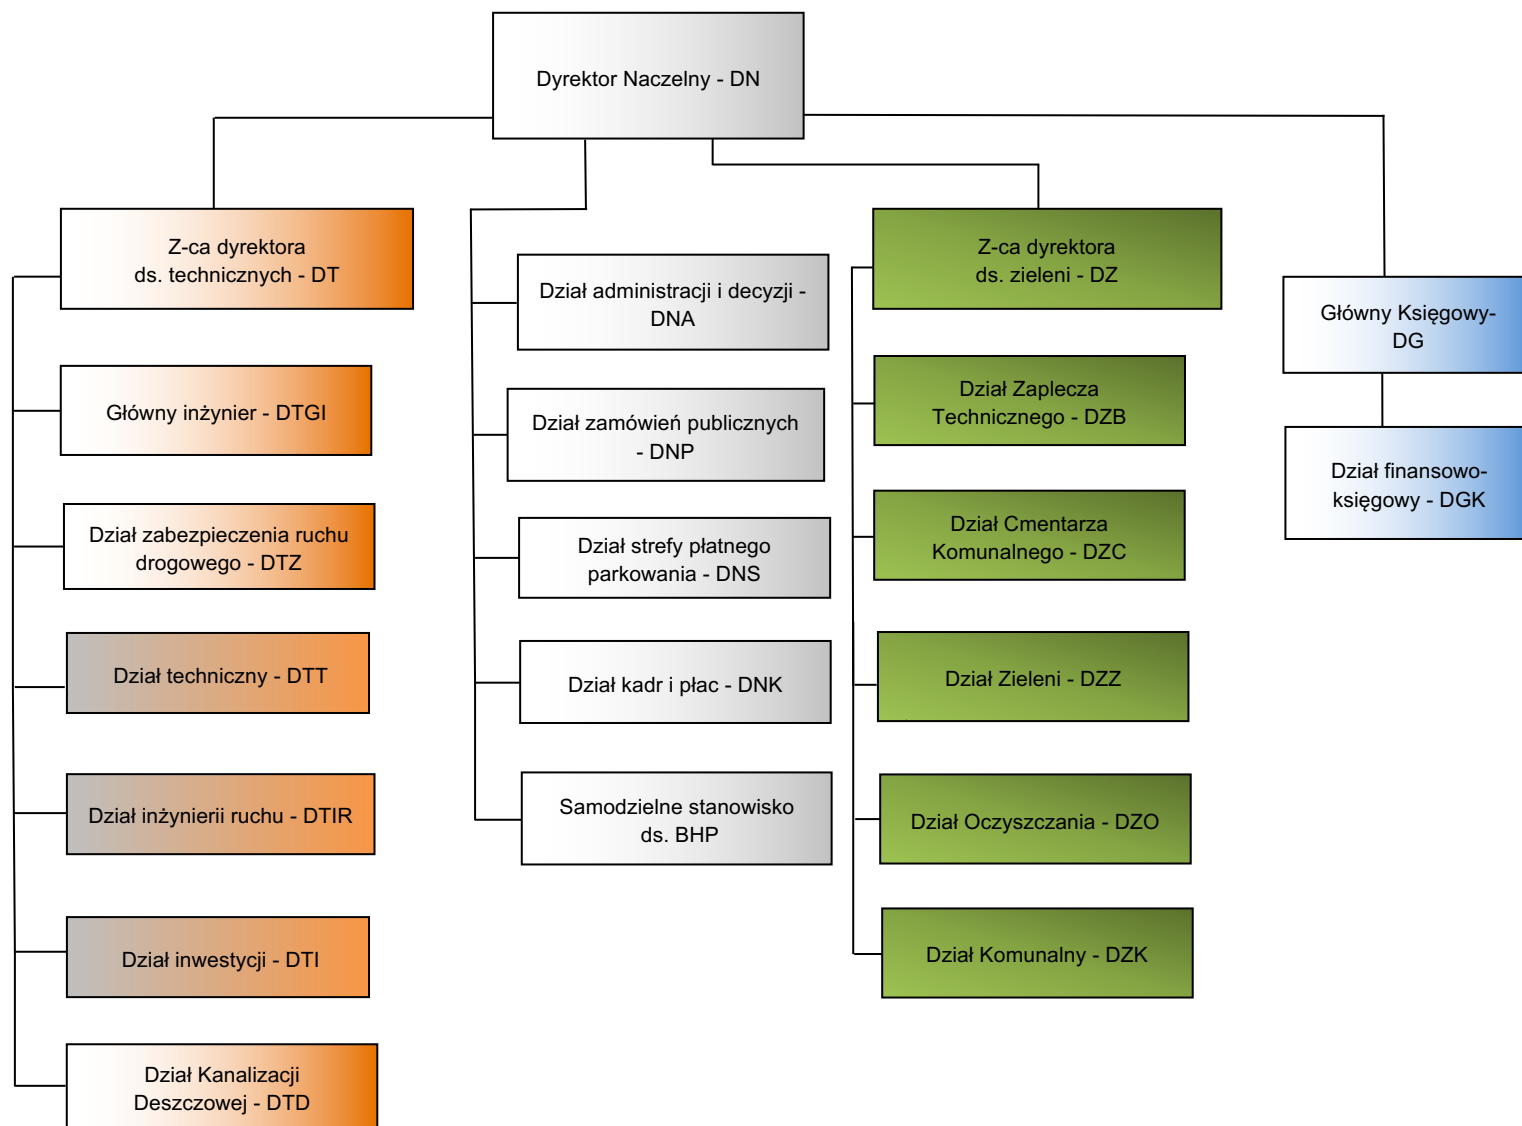 Dyrektor Naczelny - DN
Z-ca dyrektora
ds. technicznych - DT
Główny inżynier - DTGI
Dział zabezpieczenia ruchu
drogowego - DTZ
Dział techniczny - DTT
Dział inżynierii ruchu - DTIR
Dział inwestycji - DTI
Dział Kanalizacji
Deszczowej - DTD
Dział administracji i decyzji -
DNA
Dział zamówień publicznych
- DNP
Dział strefy płatnego
parkowania - DNS
Dział kadr i płac - DNK
Samodzielne stanowisko
ds. BHP
Z-ca dyrektora
ds. zieleni - DZ
Dział Zaplecza
Technicznego - DZB
Dział Cmentarza
Komunalnego - DZC
Dział Zieleni - DZZ
Dział Oczyszczania - DZO
Dział Komunalny - DZK
Główny Księgowy-
DG
Dział finansowo-
księgowy - DGK